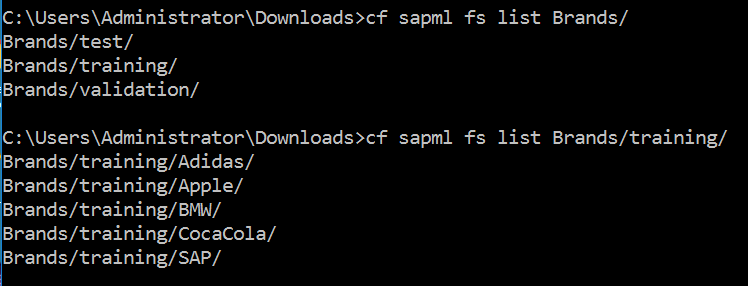 C:\Users\Administrator\Downloads>cf sapml fs list Brands/
Brands/test/
Brands/training/
Brands/validation/
C:\Users\Administrator\Downloads>cf sapml fs list Brands/training/
Brands/training/Adidas/
Brands/training/Apple/
Brands/training/BMW/
Brands/training/CocaCola/
Brands/training/SAP/